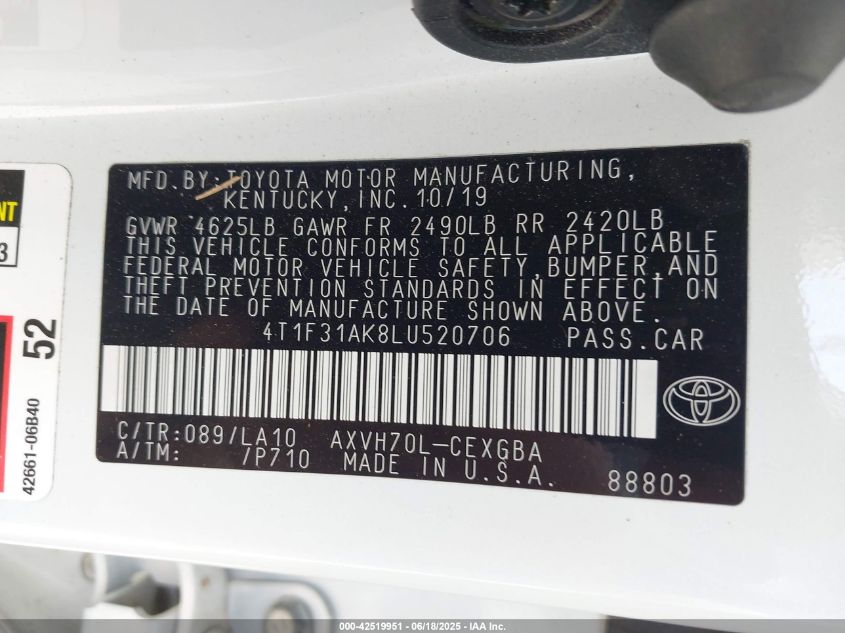 MFD.BY:TOYOTA MOTOR MANUFACTURING,
KENTUCKY,INC.10/19
GVWR 4625LB GAWR FR 2490LB RR 2420LB
THIS VEHICLE CONFORMS TO ALL APPLICABLE
FEDERAL MOTOR VEHICLE SAFETY,BUMPER,AND
THEFT PREVENTION STANDARDS IN EFFECT ON
THE DATE OF MANUFACTURE SHOWN ABOVE.
4T1F31AK8LU520706 PASS.CAR
C/TR:089/LA10 AXVH70L-CEXGBA
A/TM: /P710 MADE IN U.S.A.
88803
NT
3
52
42661-06B40
000-42519951 - 06/18/2025 - IAA Inc.